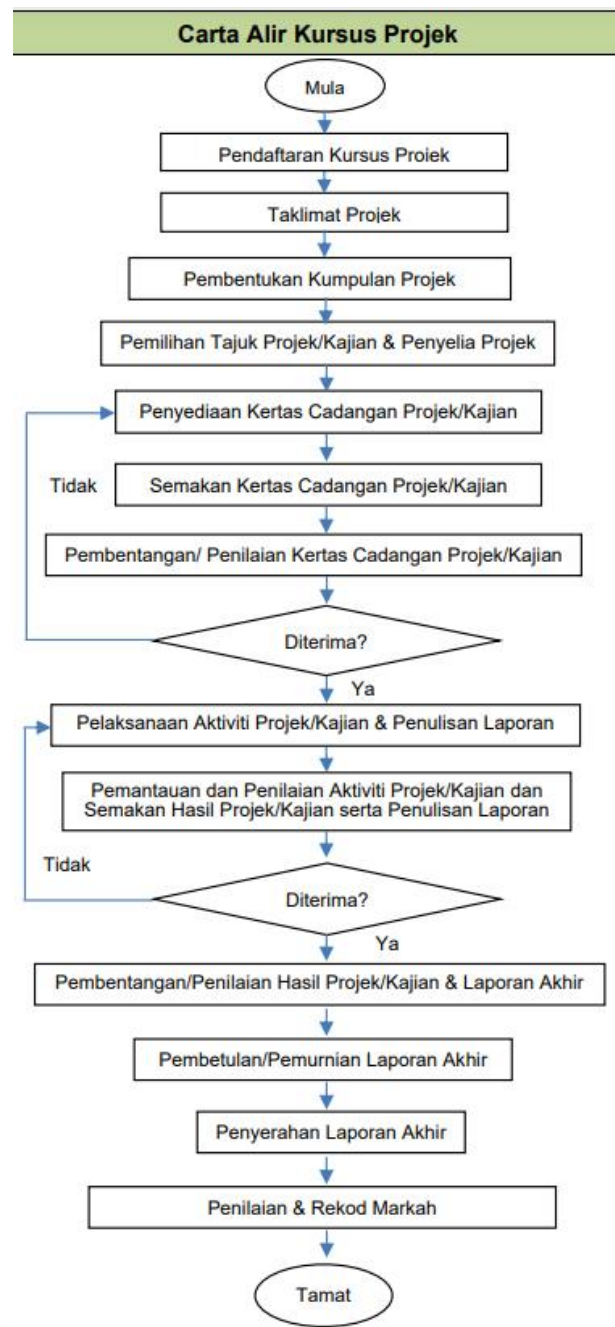 Carta Alir Kursus Projek
Mula
Pendaftaran Kursus Projek
Taklimat Projek
Pembentukan Kumpulan Projek
Pemilihan Tajuk Projek/Kajian & Penyelia Projek
Penyediaan Kertas Cadangan Projek/Kajian
Tidak
Semakan Kertas Cadangan Projek/Kajian
Pembentangan/ Penilaian Kertas Cadangan Projek/Kajian
Diterima?
Ya
Pelaksanaan Aktiviti Projek/Kajian & Penulisan Laporan
Pemantauan dan Penilaian Aktiviti Projek/Kajian dan
Semakan Hasil Projek/Kajian serta Penulisan Laporan
Tidak
Diterima?
Ya
Pembentangan/Penilaian Hasil Projek/Kajian & Laporan Akhir
Pembetulan/Pemurnian Laporan Akhir
Penyerahan Laporan Akhir
Penilaian & Rekod Markah
Tamat